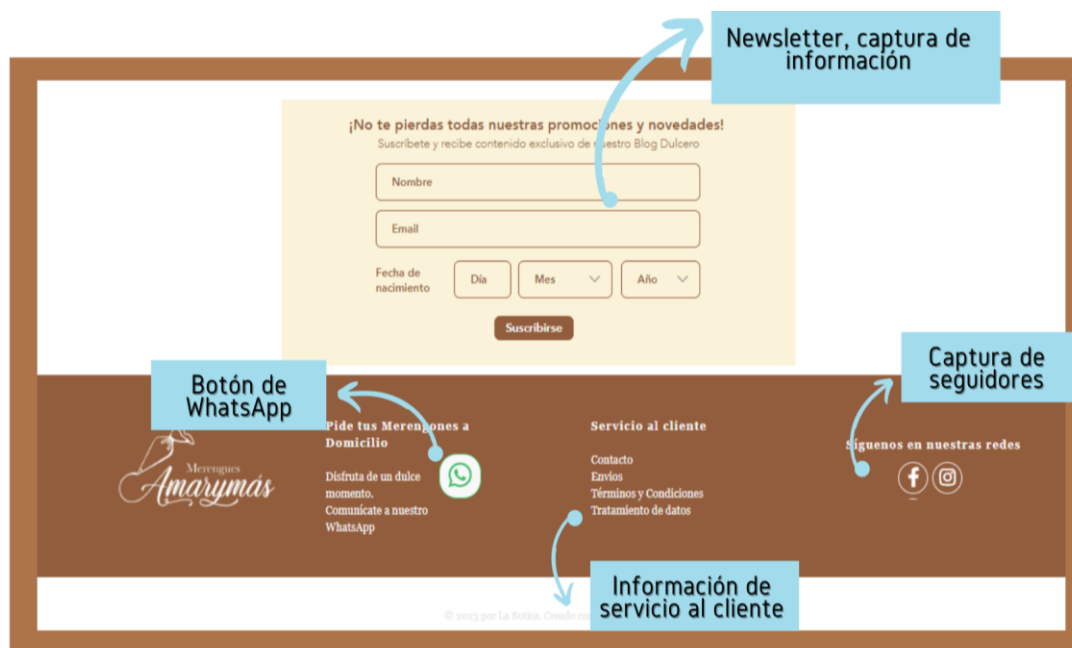 Newsletter, captura de
información
¡No te pierdas todas nuestras promociones y novedades!
Suscríbete y recibe contenido exclusivo de nuestro Blog Dulcero
Nombre
Email
Fecha de
nacimiento
Día
Mes
Año
Suscribirse
Botón de
WhatsApp
Captura de
seguidores
Merengues
Amarymás
Pide tus Merengones a
Domicilio
Disfruta de un dulce
momento.
Comunícate a nuestro
WhatsApp
Servicio al cliente
Contacto
Envíos
Términos y Condiciones
Tratamiento de datos
Síguenos en nuestras redes
Información de
servicio al cliente
© 2023 por La Botica. Creado